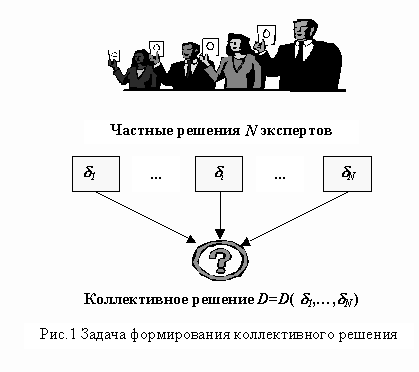 Частные решения N экспертов
δ1 ... δi ... δN
?
Коллективное решение D=D( δ1,...,δN)
Рис.1 Задача формирования коллективного решения